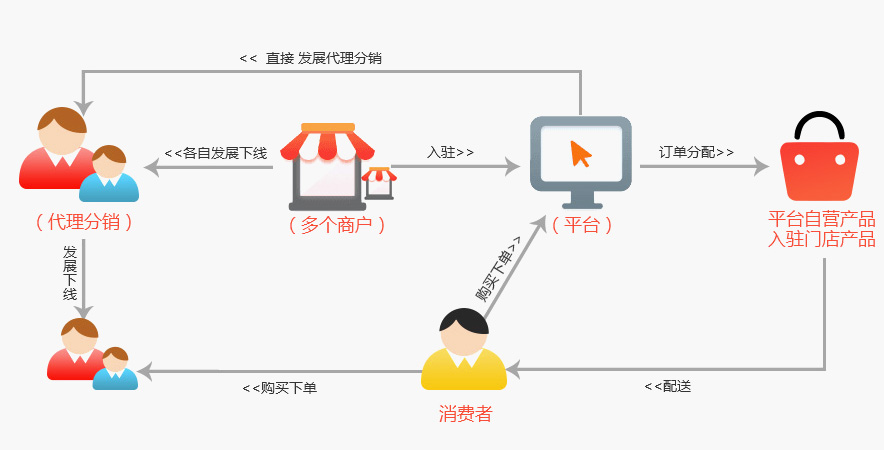 << 直接 发展代理分销
<<各自发展下线
入驻>>
订单分配>>
（代理分销）
（多个商户）
（平台）
平台自营产品
入驻门店产品
发展下线
购买下单>>
<<购买下单
<<配送
消费者